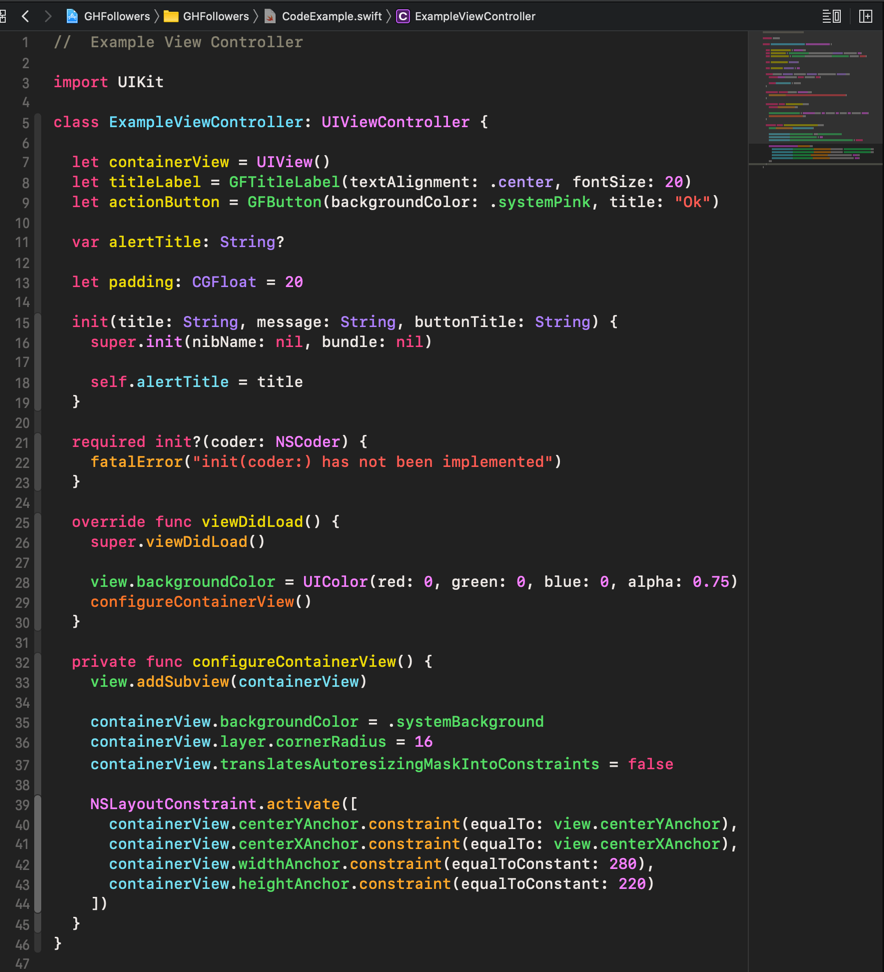 GHFollowers GHFollowers CodeExample.swift C ExampleViewController
1 // Example View Controller
2
3 import UIKit
4
5 class ExampleViewController: UIViewController {
6
7 let containerView = UIView()
8 let titleLabel = GFTitleLabel(textAlignment: .center, fontSize: 20)
9 let actionButton = GFButton(backgroundColor: .systemPink, title: "Ok")
10
11 var alertTitle: String?
12
13 let padding: CGFloat = 20
14
15 init(title: String, message: String, buttonTitle: String) {
16 super.init(nibName: nil, bundle: nil)
17
18 self.alertTitle = title
19 }
20
21 required init?(coder: NSCoder) {
22 fatalError("init(coder:) has not been implemented")
23 }
24
25 override func viewDidLoad() {
26 super.viewDidLoad()
27
28 view.backgroundColor = UIColor(red: 0, green: 0, blue: 0, alpha: 0.75)
29 configureContainerView()
30 }
31
32 private func configureContainerView() {
33 view.addSubview(containerView)
34
35 containerView.backgroundColor = .systemBackground
36 containerView.layer.cornerRadius = 16
37 containerView.translatesAutoresizingMaskIntoConstraints = false
38
39 NSLayoutConstraint.activate([
40 containerView.centerYAnchor.constraint(equalTo: view.centerYAnchor),
41 containerView.centerXAnchor.constraint(equalTo: view.centerXAnchor),
42 containerView.widthAnchor.constraint(equalToConstant: 280),
43 containerView.heightAnchor.constraint(equalToConstant: 220)
44 ])
45 }
46 }
47